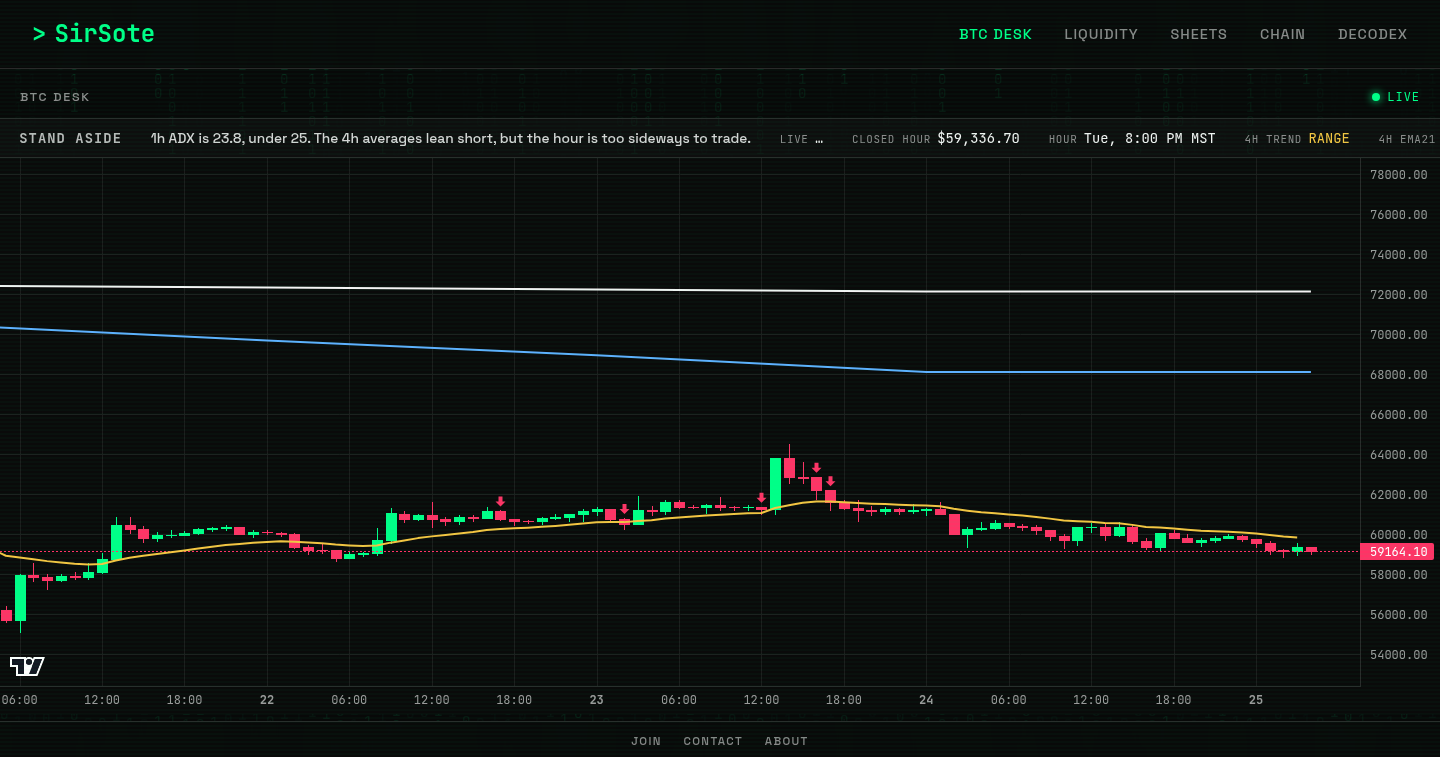 > SirSote
BTC DESK LIQUIDITY SHEETS CHAIN DECODEX
BTC DESK
LIVE
STAND ASIDE 1h ADX is 23.8, under 25. The 4h averages lean short, but the hour is too sideways to trade. LIVE … CLOSED HOUR $59,336.70 HOUR Tue, 8:00 PM MST 4H TREND RANGE 4H EMA21
78000.00
76000.00
74000.00
72000.00
70000.00
68000.00
66000.00
64000.00
62000.00
60000.00
59164.10
58000.00
56000.00
54000.00
06:00 12:00 18:00 22 06:00 12:00 18:00 23 06:00 12:00 18:00 24 06:00 12:00 18:00 25
JOIN CONTACT ABOUT